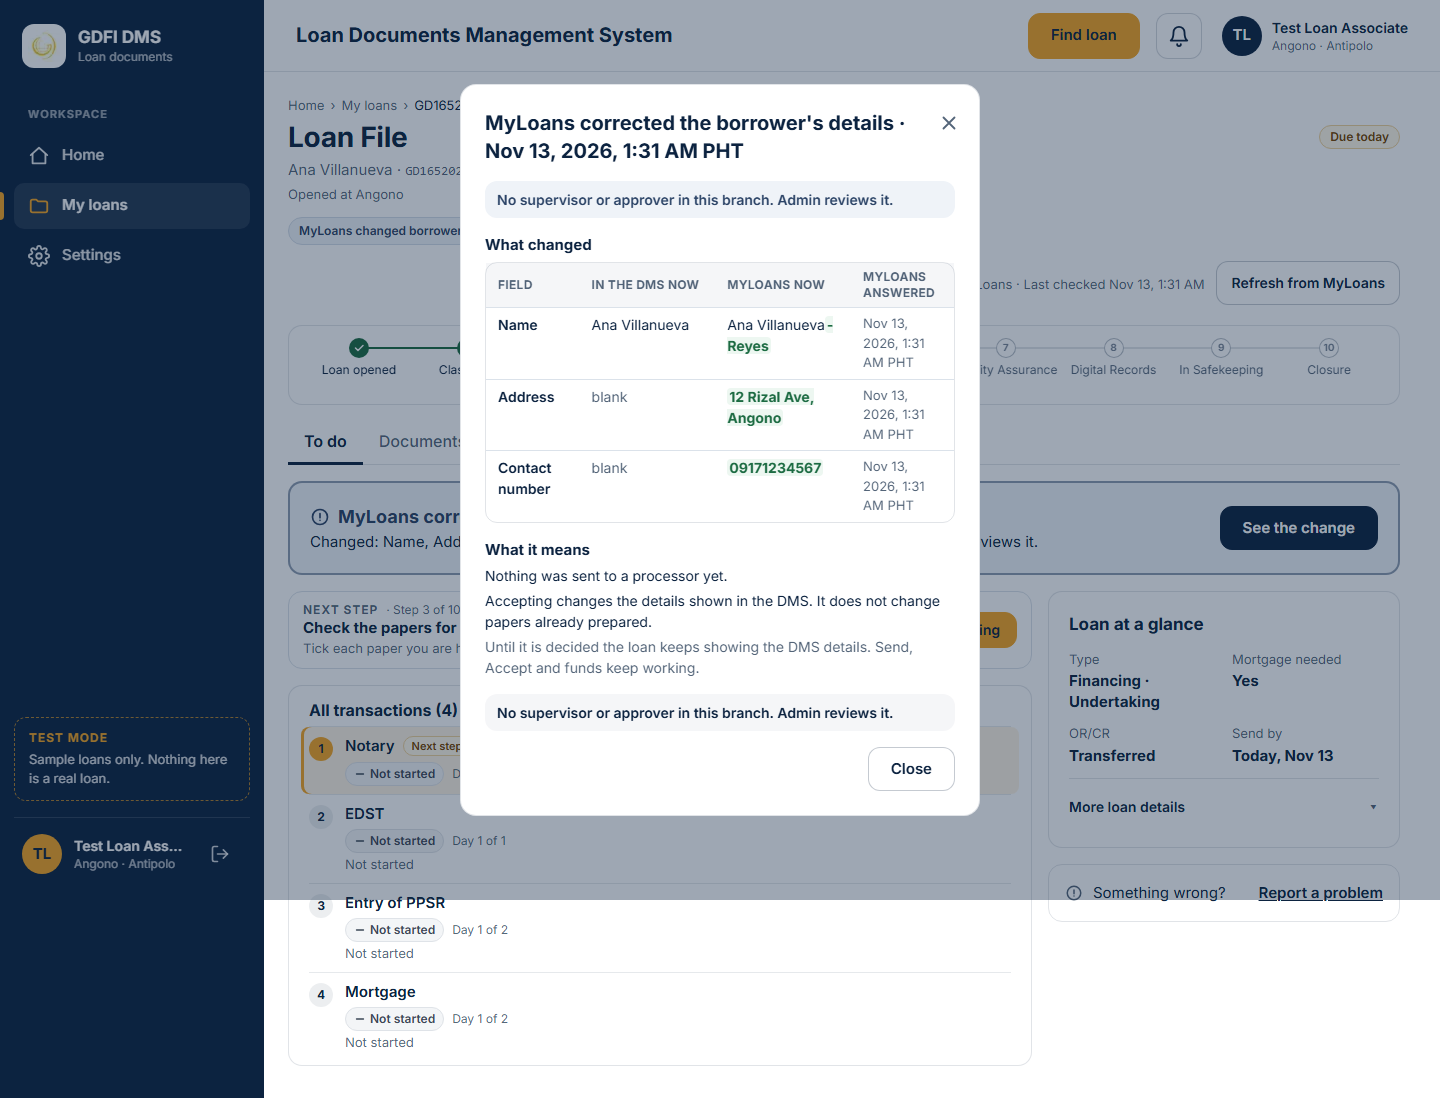 GDFI DMS
Loan documents
WORKSPACE
Home
My loans
Settings
TEST MODE
Sample loans only. Nothing here
is a real loan.
TL
Test Loan Ass...
Angono · Antipolo
Loan Documents Management System
Find loan
TL
Test Loan Associate
Angono · Antipolo
Home › My loans › GD1652
Loan File
Due today
Ana Villanueva · GD165202
Opened at Angono
MyLoans changed borrower
Loans · Last checked Nov 13, 1:31 AM
Refresh from MyLoans
Loan opened
7
8
9
10
ity Assurance
Digital Records
In Safekeeping
Closure
To do
Documents
MyLoans corr
Changed: Name, Add
views it.
See the change
NEXT STEP · Step 3 of 10
Check the papers for
Tick each paper you are h
ing
All transactions (4)
1
Notary
Next step
– Not started
2
EDST
– Not started
Day 1 of 1
Not started
3
Entry of PPSR
– Not started
Day 1 of 2
Not started
4
Mortgage
– Not started
Day 1 of 2
Not started
Loan at a glance
Type
Mortgage needed
Financing ·
Undertaking
Yes
OR/CR
Send by
Transferred
Today, Nov 13
More loan details
Something wrong?
Report a problem
MyLoans corrected the borrower's details ·
Nov 13, 2026, 1:31 AM PHT
No supervisor or approver in this branch. Admin reviews it.
What changed
FIELD
IN THE DMS NOW
MYLOANS NOW
MYLOANS
ANSWERED
Name
Ana Villanueva
Ana Villanueva-
Reyes
Nov 13,
2026, 1:31
AM PHT
Address
blank
12 Rizal Ave,
Angono
Nov 13,
2026, 1:31
AM PHT
Contact
number
blank
09171234567
Nov 13,
2026, 1:31
AM PHT
What it means
Nothing was sent to a processor yet.
Accepting changes the details shown in the DMS. It does not change
papers already prepared.
Until it is decided the loan keeps showing the DMS details. Send,
Accept and funds keep working.
No supervisor or approver in this branch. Admin reviews it.
Close